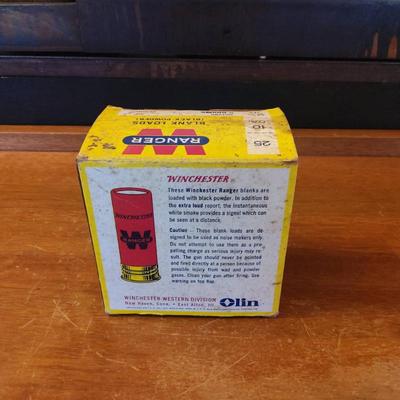 BLANK LOADS
(BLACK POWDER)
RANGER
10
25
WINCHESTER
These Winchester Ranger blanks are
loaded with black powder. In addition to
the extra loud report, the instantaneous
white smoke provides a signal which can
be seen at a distance.
Caution – These blank loads are de-
signed to be used as noise makers only.
Do not attempt to use them as a pro-
pelling charge as serious injury may re-
sult. The gun should never be pointed
and fired directly at a person because of
possible injury from wad and powder
gases. Clean your gun after firing. See
warning on top flap.
WINCHESTER
W
RANGER
WINCHESTER-WESTERN DIVISION
New Haven, Conn. • East Alton, Ill.
Olin